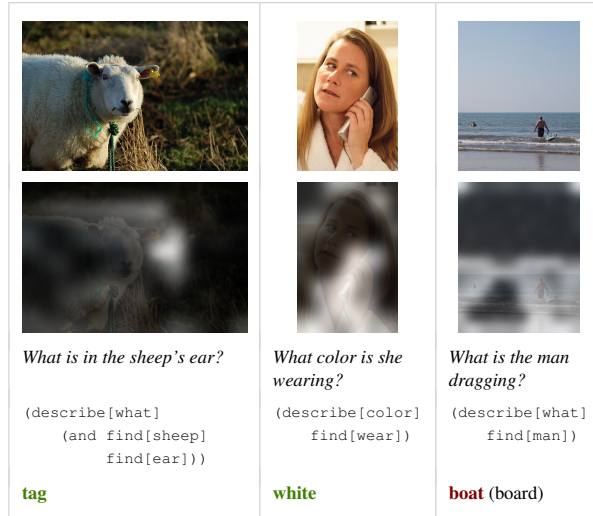 What is in the sheep's ear?
(describe[what]
(and find[sheep]
find[ear]))
tag
What color is she
wearing?
(describe[color]
find[wear])
white
What is the man
dragging?
(describe[what]
find[man])
boat (board)